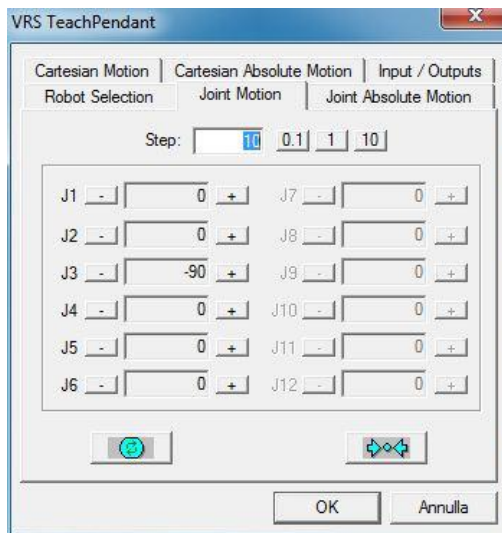 VRS TeachPendant
Cartesian Motion Cartesian Absolute Motion Input / Outputs
Robot Selection Joint Motion Joint Absolute Motion
Step: 10 0.1 1 10
J1 - 0 + J7 - 0 +
J2 - 0 + J8 - 0 +
J3 - -90 + J9 - 0 +
J4 - 0 + J10 - 0 +
J5 - 0 + J11 - 0 +
J6 - 0 + J12 - 0 +
OK Annulla